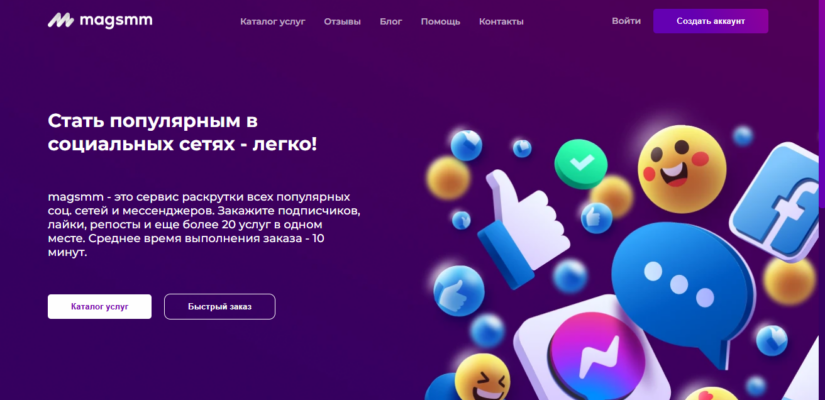 magsmm
Каталог услуг
Отзывы
Блог
Помощь
Контакты
Войти
Создать аккаунт
Стать популярным в
социальных сетях - легко!
magsmm - это сервис раскрутки всех популярных
соц. сетей и мессенджеров. Закажите подписчиков,
лайки, репосты и еще более 20 услуг в одном
месте. Среднее время выполнения заказа - 10
минут.
Каталог услуг
Быстрый заказ